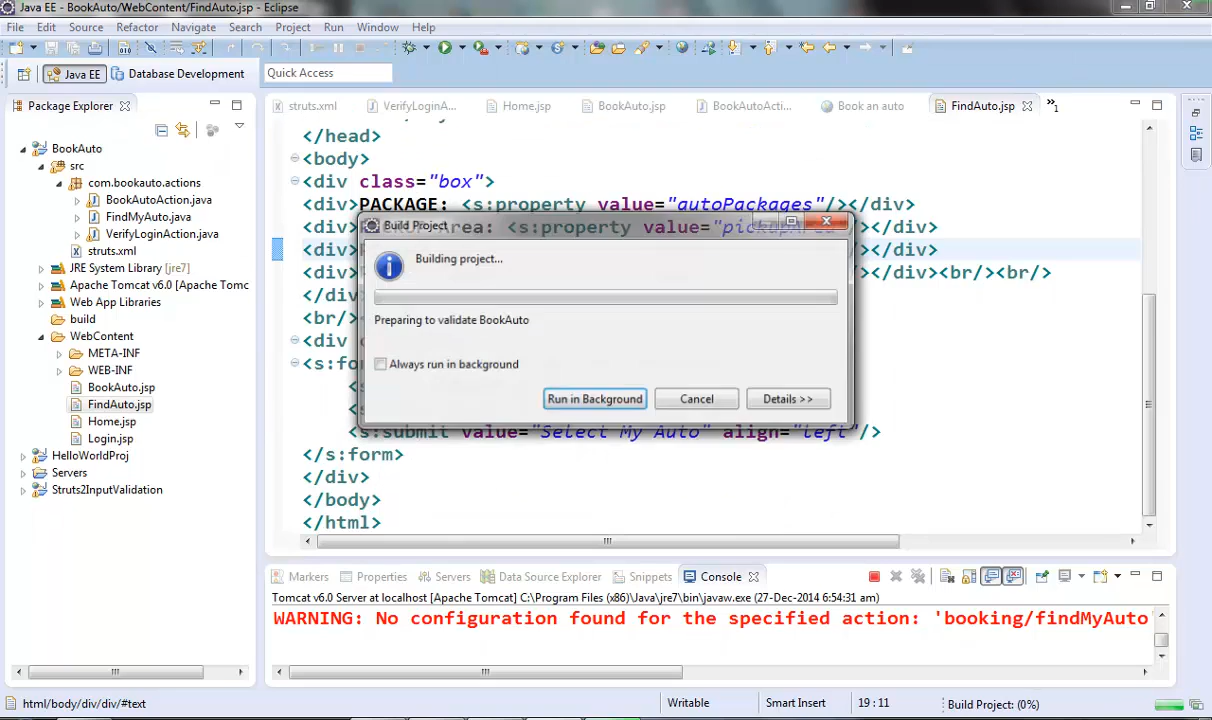 Java EE - BookAuto/WebContent/FindAuto.jsp - Eclipse
File Edit Source Refactor Navigate Search Project Run Window Help
Java EE Database Development Quick Access
Package Explorer
struts.xml VerifyLoginA... Home.jsp BookAuto.jsp BookAutoActi... Book an auto FindAuto.jsp »1
BookAuto
src
com.bookauto.actions
BookAutoAction.java
FindMyAuto.java
VerifyLoginAction.java
struts.xml
JRE System Library [jre7]
Apache Tomcat v6.0 [Apache Tomc
Web App Libraries
build
WebContent
META-INF
WEB-INF
BookAuto.jsp
FindAuto.jsp
Home.jsp
Login.jsp
HelloWorldProj
Servers
Struts2InputValidation
</head>
<body>
<div class="box">
<div>PACKAGE: <s:property value="autoPackages"/></div>
<div> Area: <s:property value="pickupArea"/></div>
<div> /></div>
<div> /></div><br/><br/>
</di
<br/
<div
<s:fo
<s
<s
<s:submit value="Select My Auto" align="left"/>
</s:form>
</div>
</body>
</html>
Build Project
Building project...
Preparing to validate BookAuto
Always run in background
Run in Background Cancel Details >>
Markers Properties Servers Data Source Explorer Snippets Console
Tomcat v6.0 Server at localhost [Apache Tomcat] C:\Program Files (x86)\Java\jre7\bin\javaw.exe (27-Dec-2014 6:54:31 am)
WARNING: No configuration found for the specified action: 'booking/findMyAuto
html/body/div/div/#text Writable Smart Insert 19 : 11 Build Project: (0%)